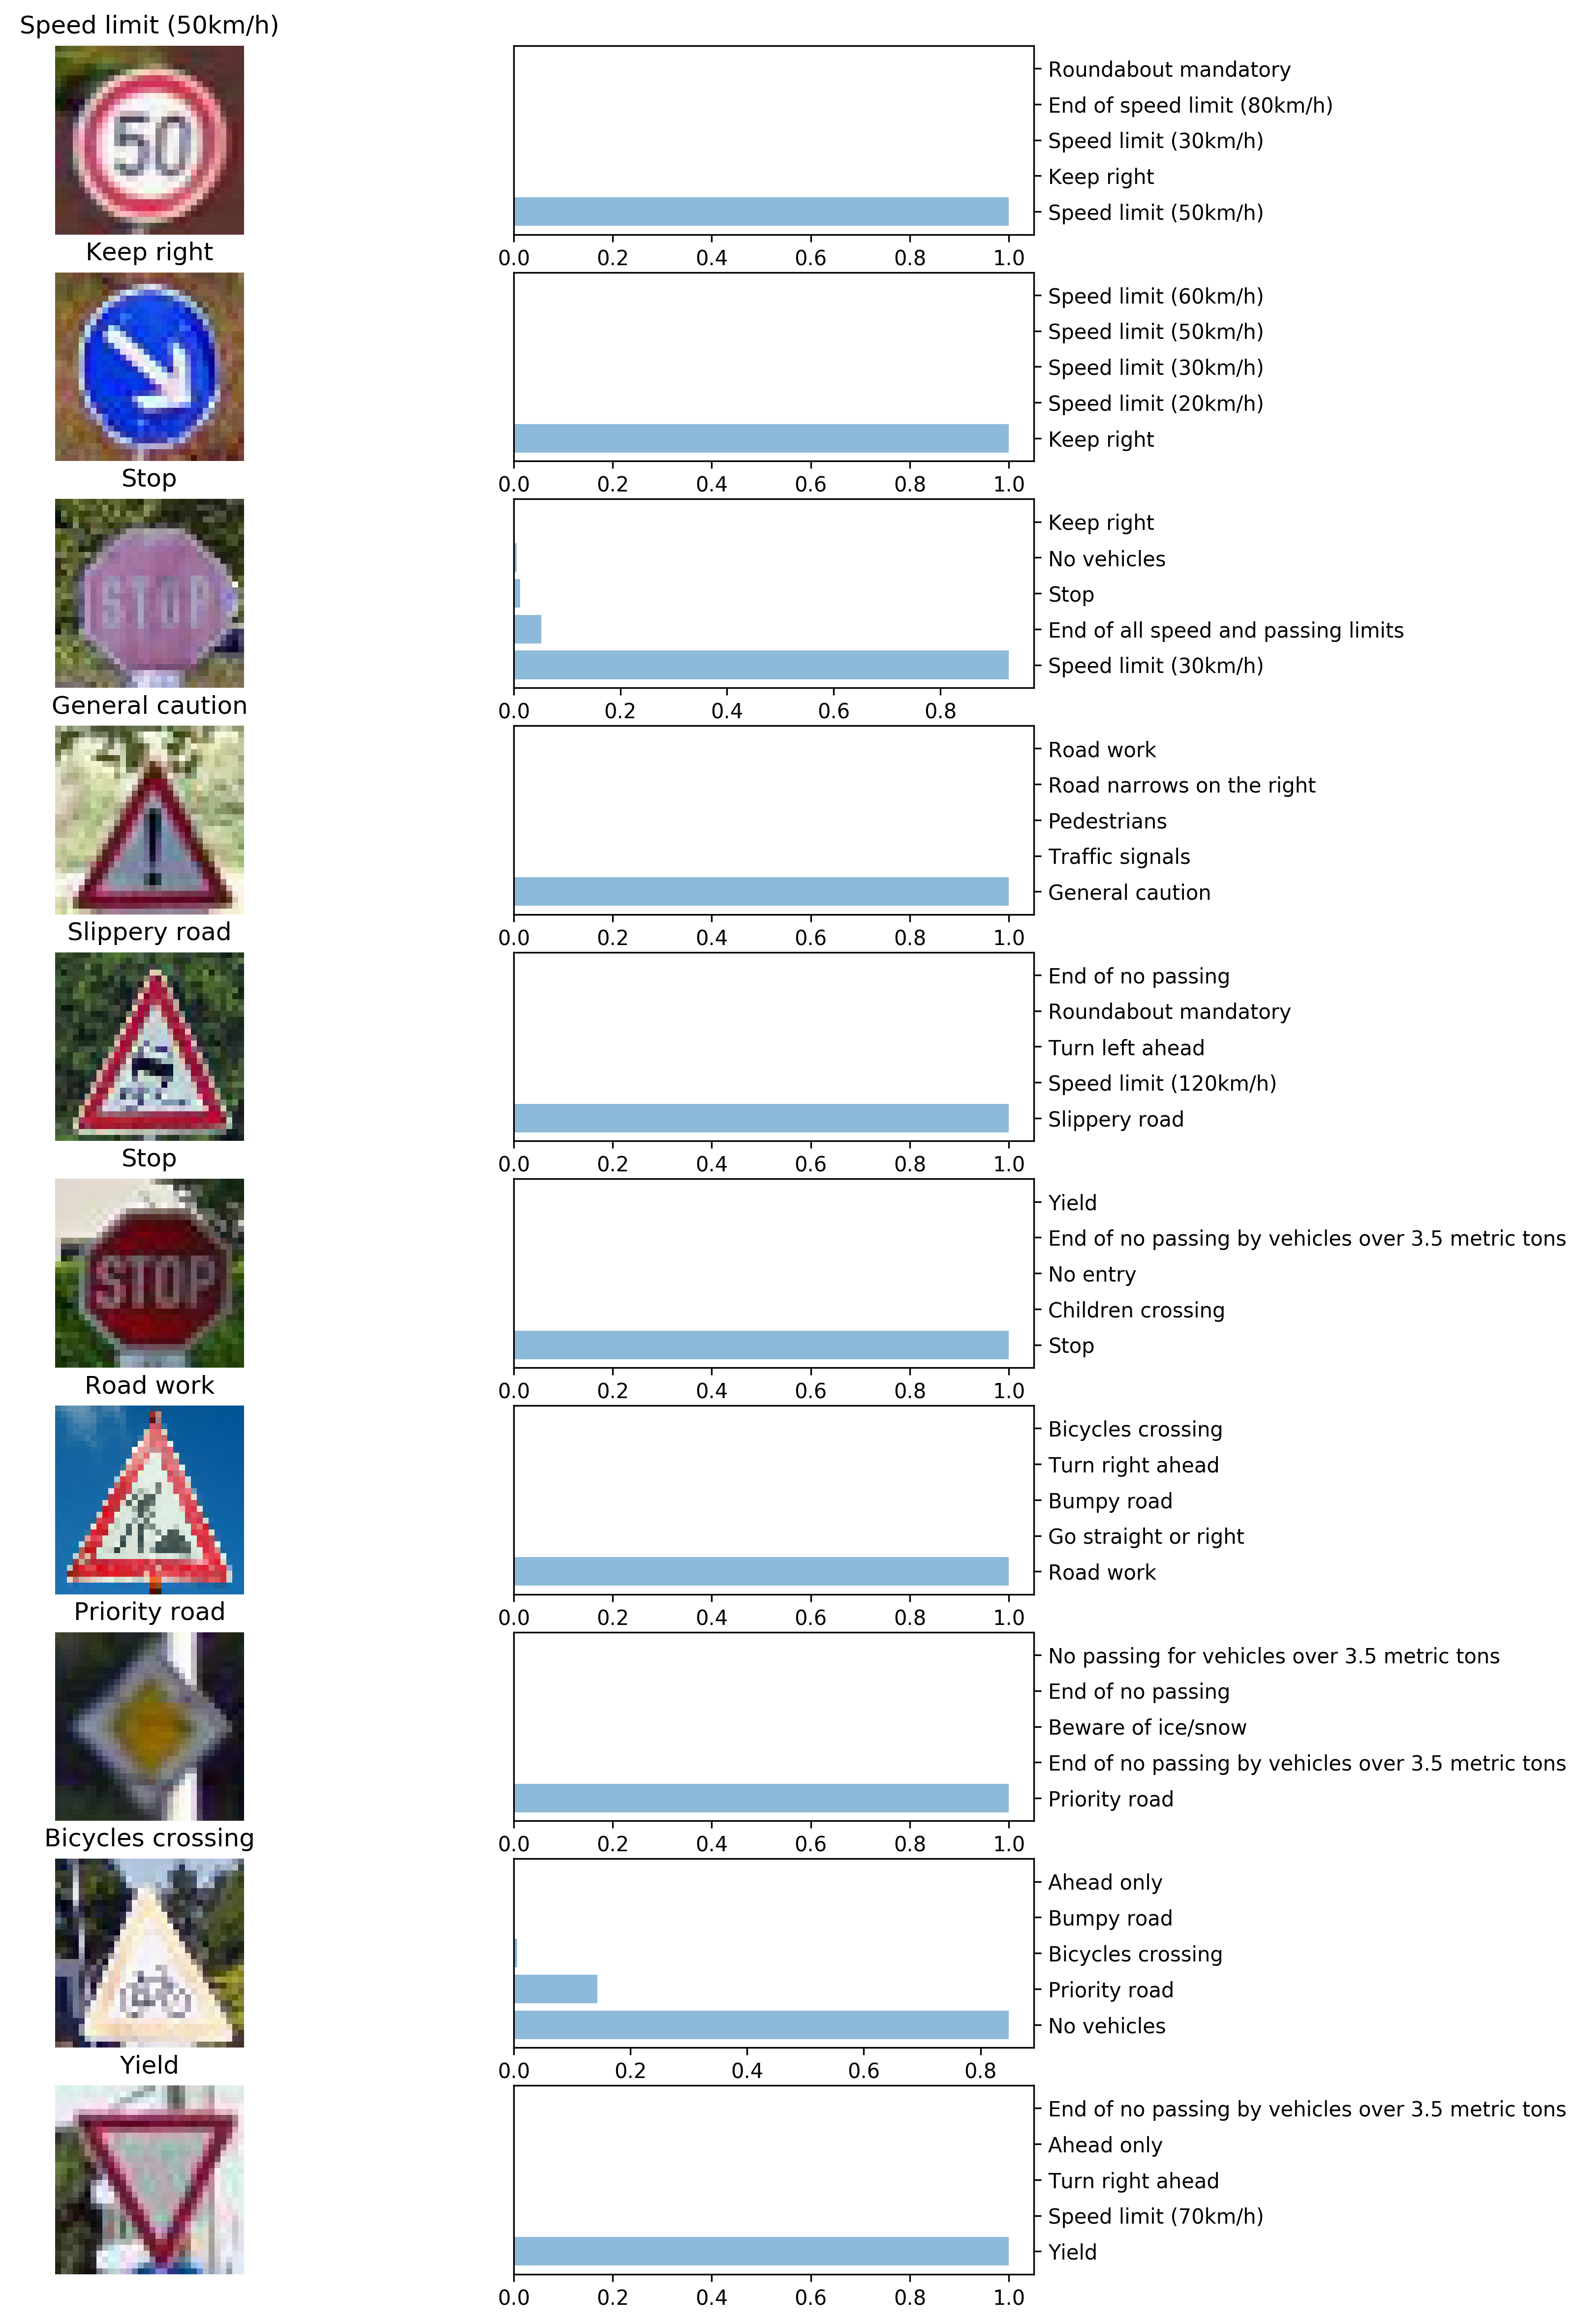 Speed limit (50km/h)
50
Roundabout mandatory
End of speed limit (80km/h)
Speed limit (30km/h)
Keep right
Speed limit (50km/h)
0.0 0.2 0.4 0.6 0.8 1.0
Keep right
Speed limit (60km/h)
Speed limit (50km/h)
Speed limit (30km/h)
Speed limit (20km/h)
Keep right
0.0 0.2 0.4 0.6 0.8 1.0
Stop
STOP
Keep right
No vehicles
Stop
End of all speed and passing limits
Speed limit (30km/h)
0.0 0.2 0.4 0.6 0.8
General caution
Road work
Road narrows on the right
Pedestrians
Traffic signals
General caution
0.0 0.2 0.4 0.6 0.8 1.0
Slippery road
End of no passing
Roundabout mandatory
Turn left ahead
Speed limit (120km/h)
Slippery road
0.0 0.2 0.4 0.6 0.8 1.0
Stop
STOP
Yield
End of no passing by vehicles over 3.5 metric tons
No entry
Children crossing
Stop
0.0 0.2 0.4 0.6 0.8 1.0
Road work
Bicycles crossing
Turn right ahead
Bumpy road
Go straight or right
Road work
0.0 0.2 0.4 0.6 0.8 1.0
Priority road
No passing for vehicles over 3.5 metric tons
End of no passing
Beware of ice/snow
End of no passing by vehicles over 3.5 metric tons
Priority road
0.0 0.2 0.4 0.6 0.8 1.0
Bicycles crossing
Ahead only
Bumpy road
Bicycles crossing
Priority road
No vehicles
0.0 0.2 0.4 0.6 0.8
Yield
End of no passing by vehicles over 3.5 metric tons
Ahead only
Turn right ahead
Speed limit (70km/h)
Yield
0.0 0.2 0.4 0.6 0.8 1.0